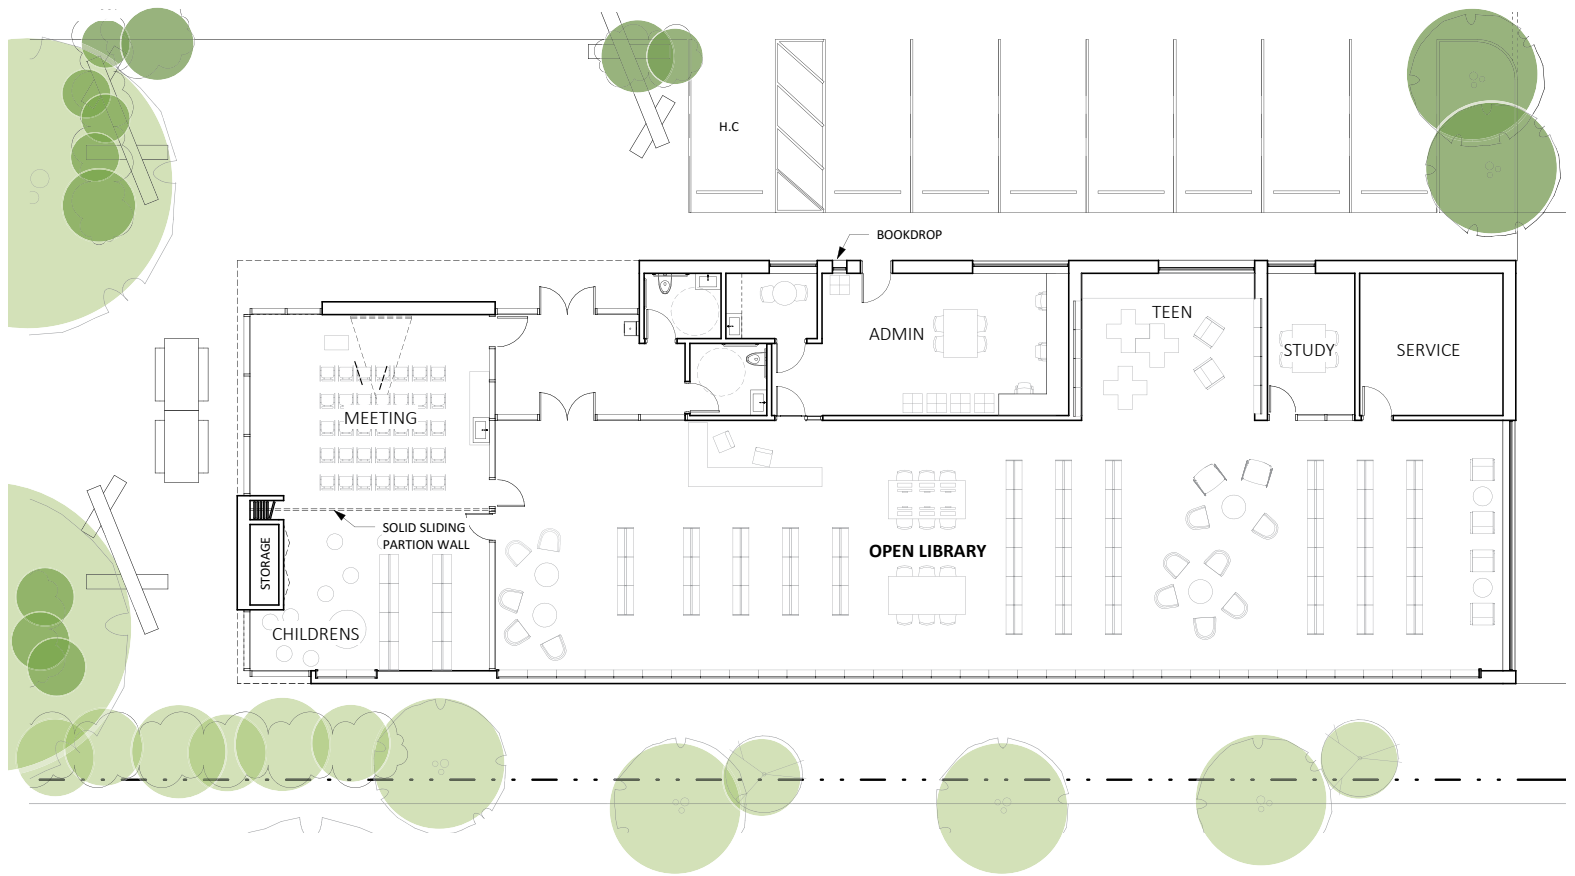 H.C
BOOKDROP
TEEN
ADMIN
STUDY
SERVICE
MEETING
SOLID SLIDING
PARTION WALL
OPEN LIBRARY
STORAGE
CHILDRENS